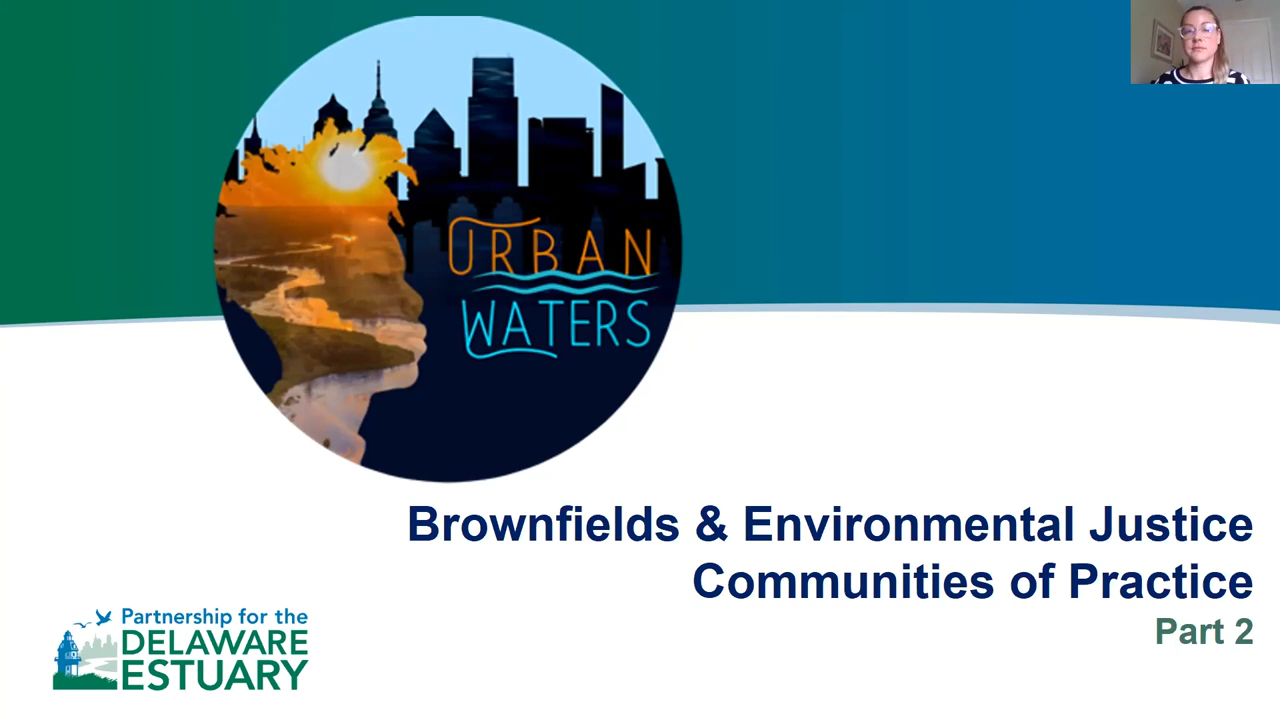 URBAN
WATERS
Brownfields & Environmental Justice
Communities of Practice
Part 2
Partnership for the
DELAWARE
ESTUARY